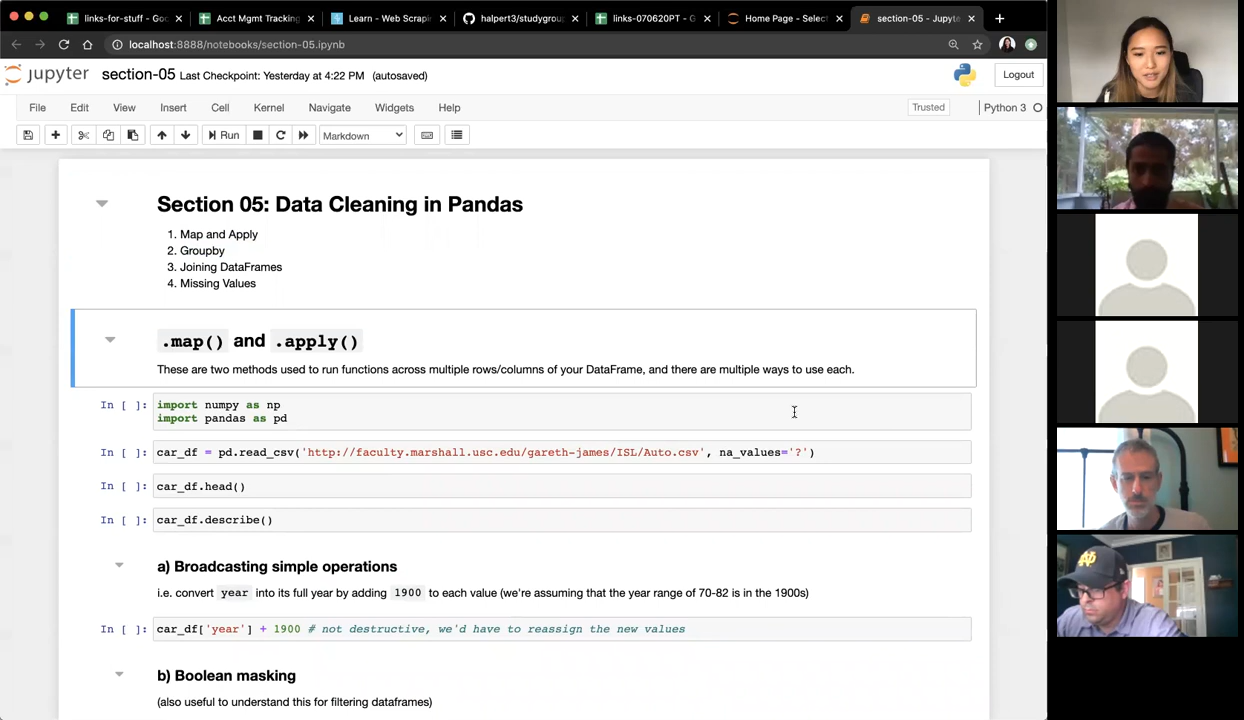 links-for-stuff - Goo
Acct Mgmt Tracking
Learn - Web Scrapin
halpert3/studygrou
links-070620PT - G
Home Page - Select
section-05 - Jupyte
localhost:8888/notebooks/section-05.ipynb
jupyter section-05 Last Checkpoint: Yesterday at 4:22 PM (autosaved)
Logout
File Edit View Insert Cell Kernel Navigate Widgets Help
Trusted
Python 3
Run
Markdown
Section 05: Data Cleaning in Pandas
1. Map and Apply
2. Groupby
3. Joining DataFrames
4. Missing Values
.map() and .apply()
These are two methods used to run functions across multiple rows/columns of your DataFrame, and there are multiple ways to use each.
In [ ]: import numpy as np
import pandas as pd
In [ ]: car_df = pd.read_csv('http://faculty.marshall.usc.edu/gareth-james/ISL/Auto.csv', na_values='?')
In [ ]: car_df.head()
In [ ]: car_df.describe()
a) Broadcasting simple operations
i.e. convert year into its full year by adding 1900 to each value (we're assuming that the year range of 70-82 is in the 1900s)
In [ ]: car_df['year'] + 1900 # not destructive, we'd have to reassign the new values
b) Boolean masking
(also useful to understand this for filtering dataframes)